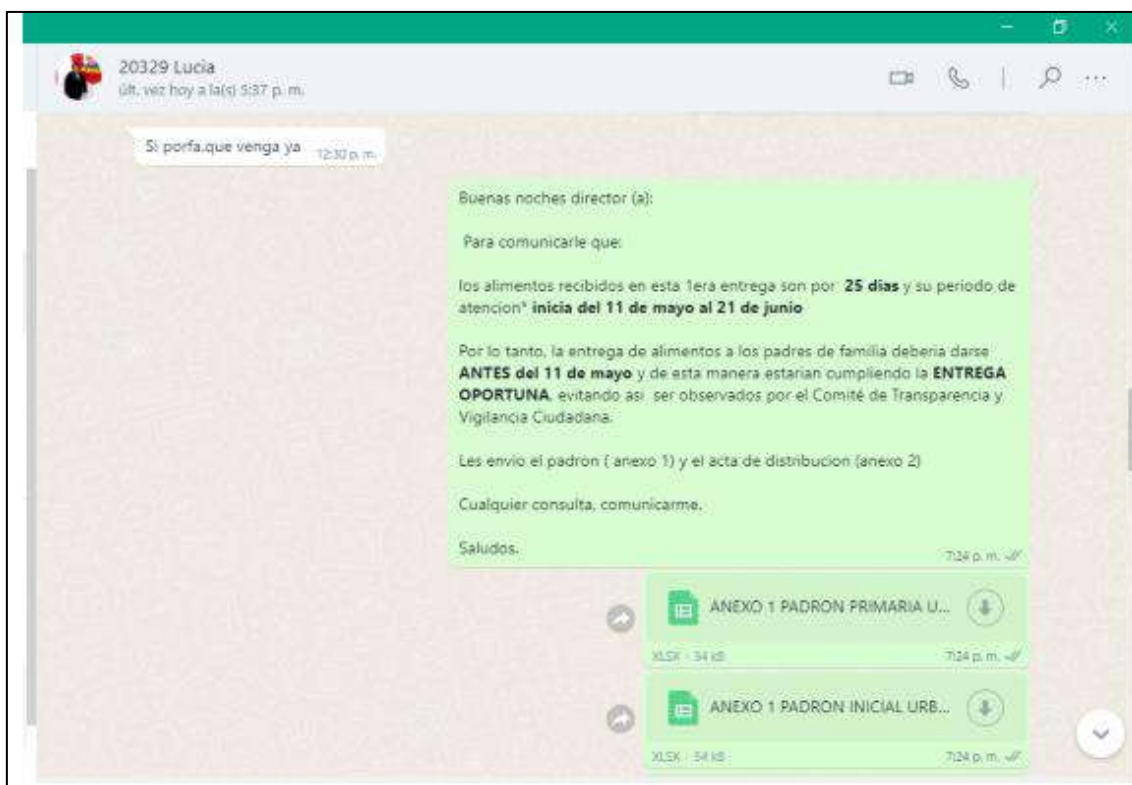 20329 Lucia
últ. vez hoy a la(s) 5:37 p. m.
Si porfa.que venga ya 12:30 p. m.
Buenas noches director (a):
Para comunicarle que:
los alimentos recibidos en esta 1era entrega son por 25 dias y su periodo de
atencion* inicia del 11 de mayo al 21 de junio
Por lo tanto, la entrega de alimentos a los padres de familia deberia darse
ANTES del 11 de mayo y de esta manera estarian cumpliendo la ENTREGA
OPORTUNA, evitando asi ser observados por el Comité de Transparencia y
Vigilancia Ciudadana.
Les envio el padron ( anexo 1) y el acta de distribucion (anexo 2)
Cualquier consulta, comunicarme.
Saludos.
7:24 p. m.
ANEXO 1 PADRON PRIMARIA U...
XLSX · 54 kB 7:24 p. m.
ANEXO 1 PADRON INICIAL URB...
XLSX · 54 kB 7:24 p. m.